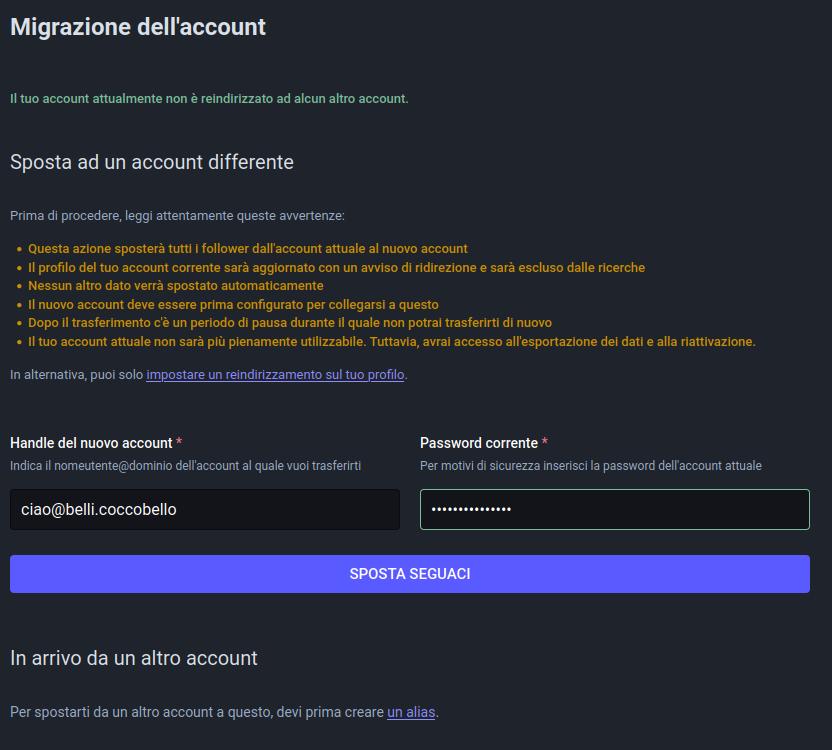 Migrazione dell'account
Il tuo account attualmente non è reindirizzato ad alcun altro account.
Sposta ad un account differente
Prima di procedere, leggi attentamente queste avvertenze:
• Questa azione sposterà tutti i follower dall'account attuale al nuovo account
• Il profilo del tuo account corrente sarà aggiornato con un avviso di ridirezione e sarà escluso dalle ricerche
• Nessun altro dato verrà spostato automaticamente
• Il nuovo account deve essere prima configurato per collegarsi a questo
• Dopo il trasferimento c'è un periodo di pausa durante il quale non potrai trasferirti di nuovo
• Il tuo account attuale non sarà più pienamente utilizzabile. Tuttavia, avrai accesso all'esportazione dei dati e alla riattivazione.
In alternativa, puoi solo impostare un reindirizzamento sul tuo profilo.
Handle del nuovo account *
Indica il nomeutente@dominio dell'account al quale vuoi trasferirti
ciao@belli.coccobello
Password corrente *
Per motivi di sicurezza inserisci la password dell'account attuale
•••••••••••••••
SPOSTA SEGUACI
In arrivo da un altro account
Per spostarti da un altro account a questo, devi prima creare un alias.